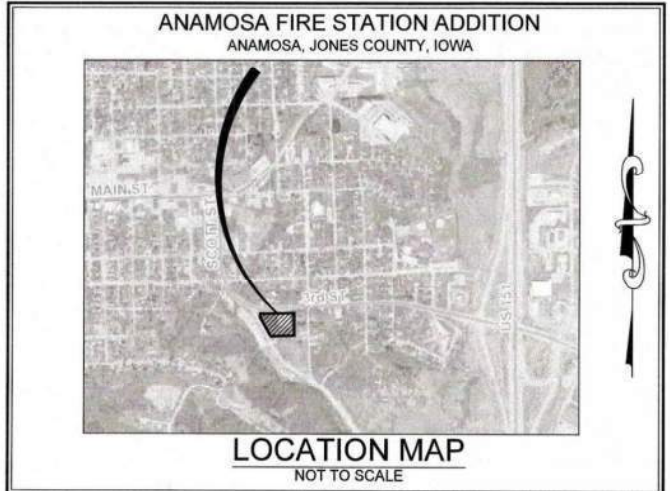 ANAMOSA FIRE STATION ADDITION
ANAMOSA, JONES COUNTY, IOWA
MAIN ST
SCOTT ST
3rd ST
US 151
LOCATION MAP
NOT TO SCALE